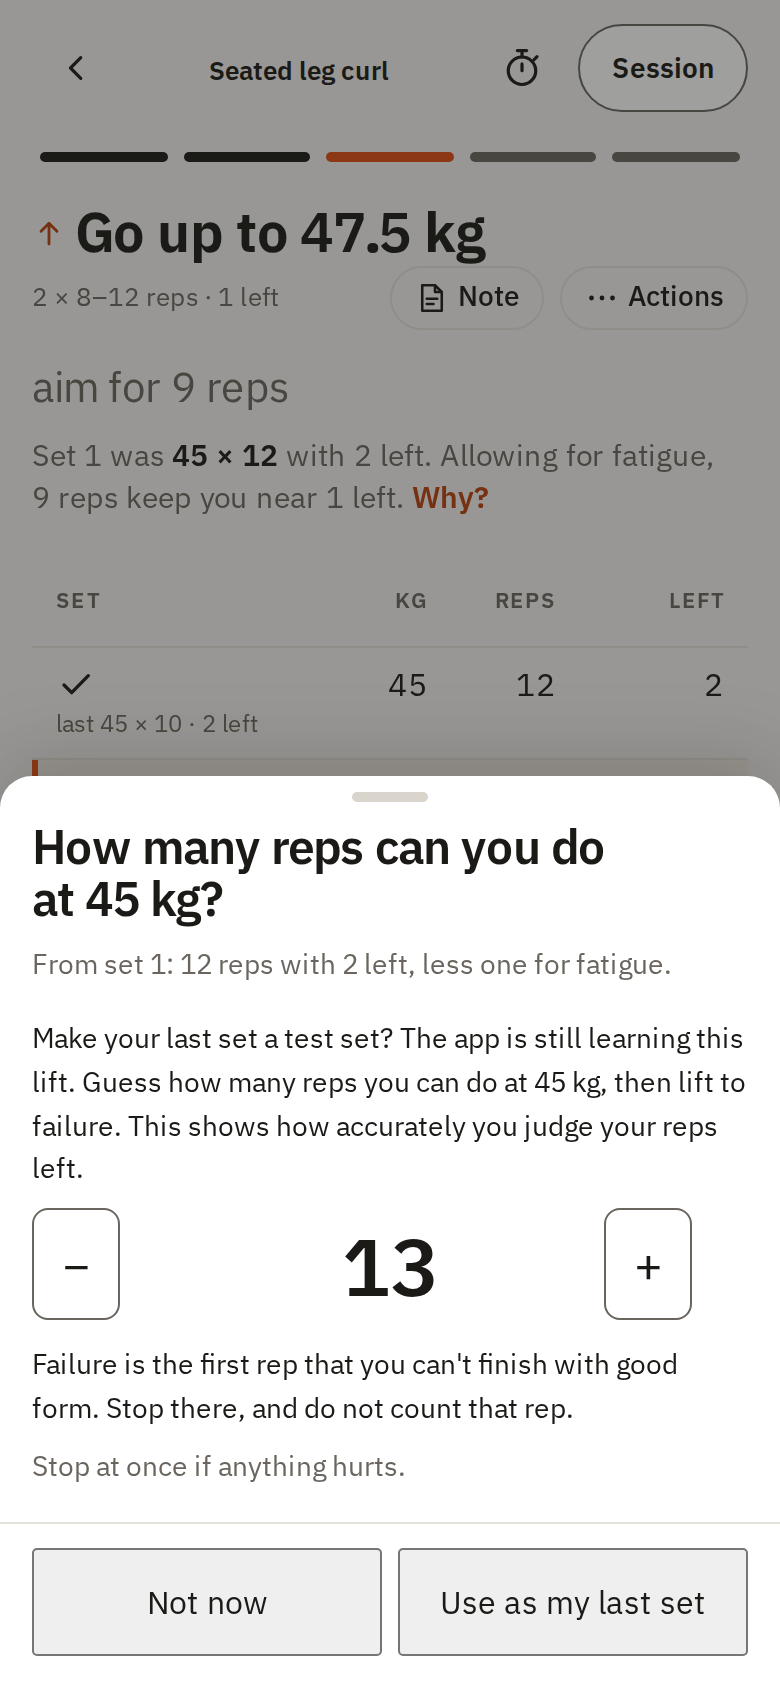 Seated leg curl
Session
↑ Go up to 47.5 kg
2 × 8–12 reps · 1 left
Note
··· Actions
aim for 9 reps
Set 1 was 45 × 12 with 2 left. Allowing for fatigue,
9 reps keep you near 1 left. Why?
SET KG REPS LEFT
✓ 45 12 2
last 45 × 10 · 2 left
How many reps can you do
at 45 kg?
From set 1: 12 reps with 2 left, less one for fatigue.
Make your last set a test set? The app is still learning this
lift. Guess how many reps you can do at 45 kg, then lift to
failure. This shows how accurately you judge your reps
left.
− 13 +
Failure is the first rep that you can't finish with good
form. Stop there, and do not count that rep.
Stop at once if anything hurts.
Not now
Use as my last set